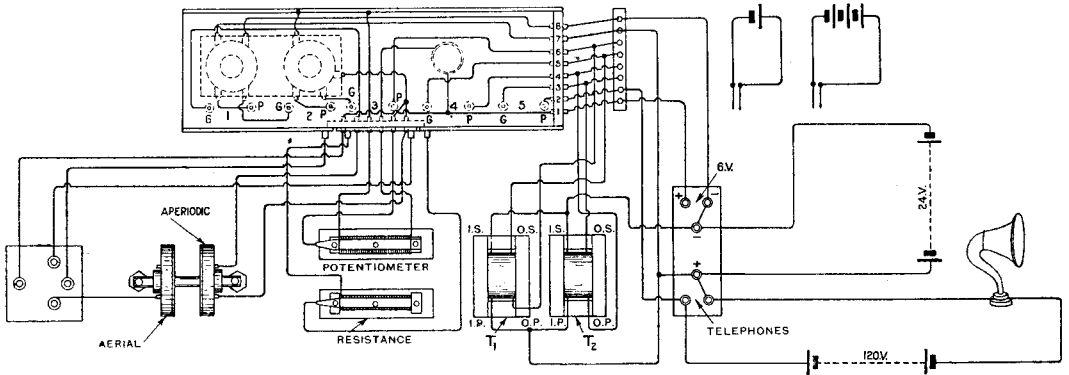 8
7
6
5
4
3
2
1
G 1 P G 2 P G 3 P G 4 P G 5 P
6.V.
+ −
−
+
24.V.
APERIODIC
AERIAL
POTENTIOMETER
RESISTANCE
I.S. O.S. I.S. O.S.
I.P. O.P. I.P. O.P.
T1 T2
TELEPHONES
120.V.